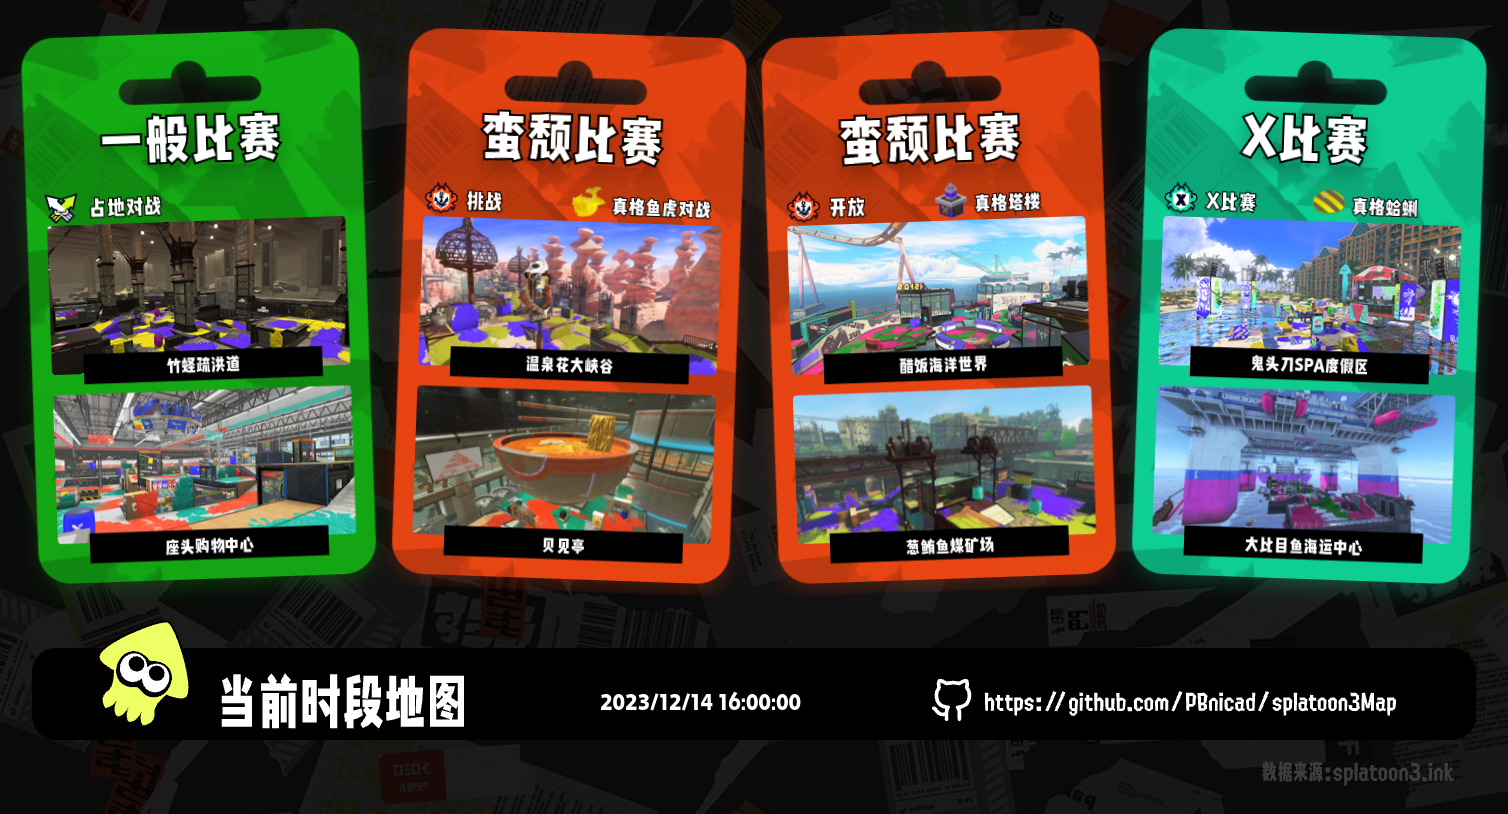 一般比赛
占地对战
竹蛏疏洪道
座头购物中心
蛮颓比赛
挑战
真格鱼虎对战
温泉花大峡谷
贝见亭
蛮颓比赛
开放
真格塔楼
醋饭海洋世界
葱鲔鱼煤矿场
X比赛
X比赛
真格蛤蜊
鬼头刀SPA度假区
大比目鱼海运中心
当前时段地图
2023/12/14 16:00:00
https://github.com/PBnicad/splatoon3Map
数据来源:splatoon3.ink